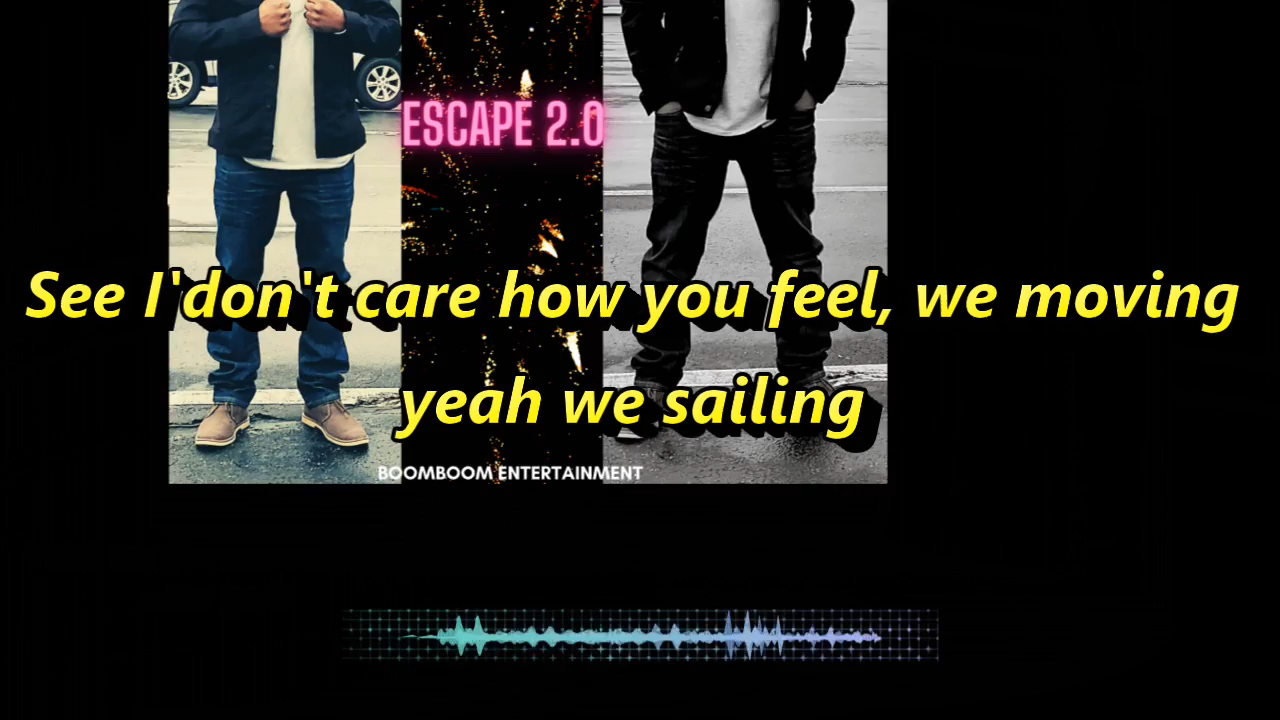 ESCAPE 2.0
See I'don't care how you feel, we moving
yeah we sailing
BOOMBOOM ENTERTAINMENT